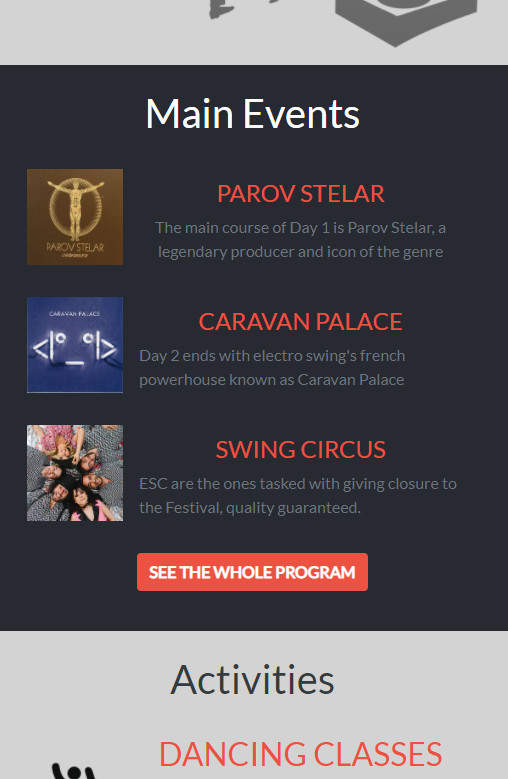 Main Events
PAROV STELAR
PAROV STELAR
The main course of Day 1 is Parov Stelar, a
legendary producer and icon of the genre
CARAVAN PALACE
CARAVAN PALACE
<|°_°|>
Day 2 ends with electro swing's french
powerhouse known as Caravan Palace
SWING CIRCUS
ESC are the ones tasked with giving closure to
the Festival, quality guaranteed.
SEE THE WHOLE PROGRAM
Activities
DANCING CLASSES